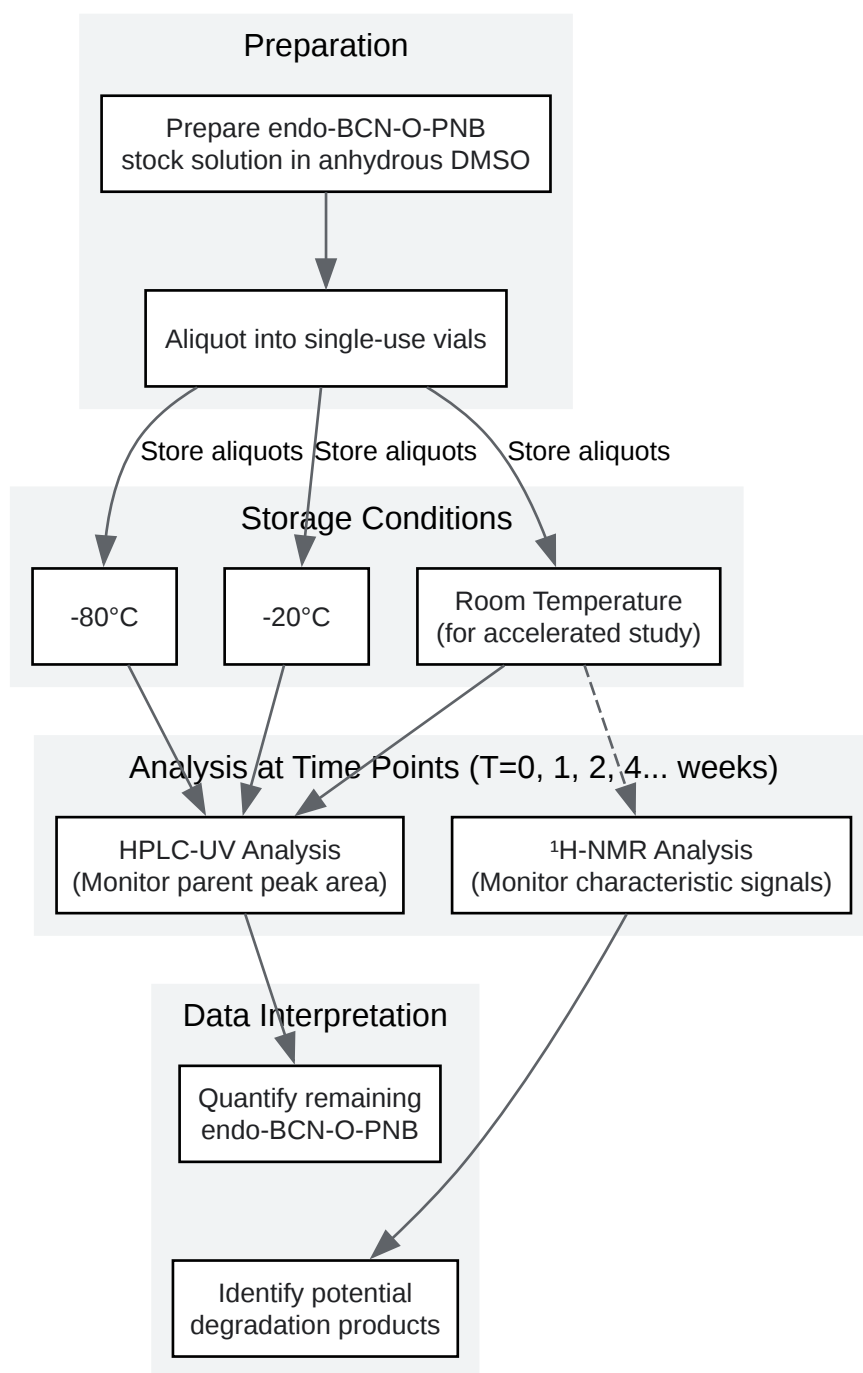 Preparation
Prepare endo-BCN-O-PNB
stock solution in anhydrous DMSO
Aliquot into single-use vials
Store aliquots
Store aliquots
Store aliquots
Storage Conditions
-80°C
-20°C
Room Temperature
(for accelerated study)
Analysis at Time Points (T=0, 1, 2, 4... weeks)
HPLC-UV Analysis
(Monitor parent peak area)
¹H-NMR Analysis
(Monitor characteristic signals)
Data Interpretation
Quantify remaining
endo-BCN-O-PNB
Identify potential
degradation products